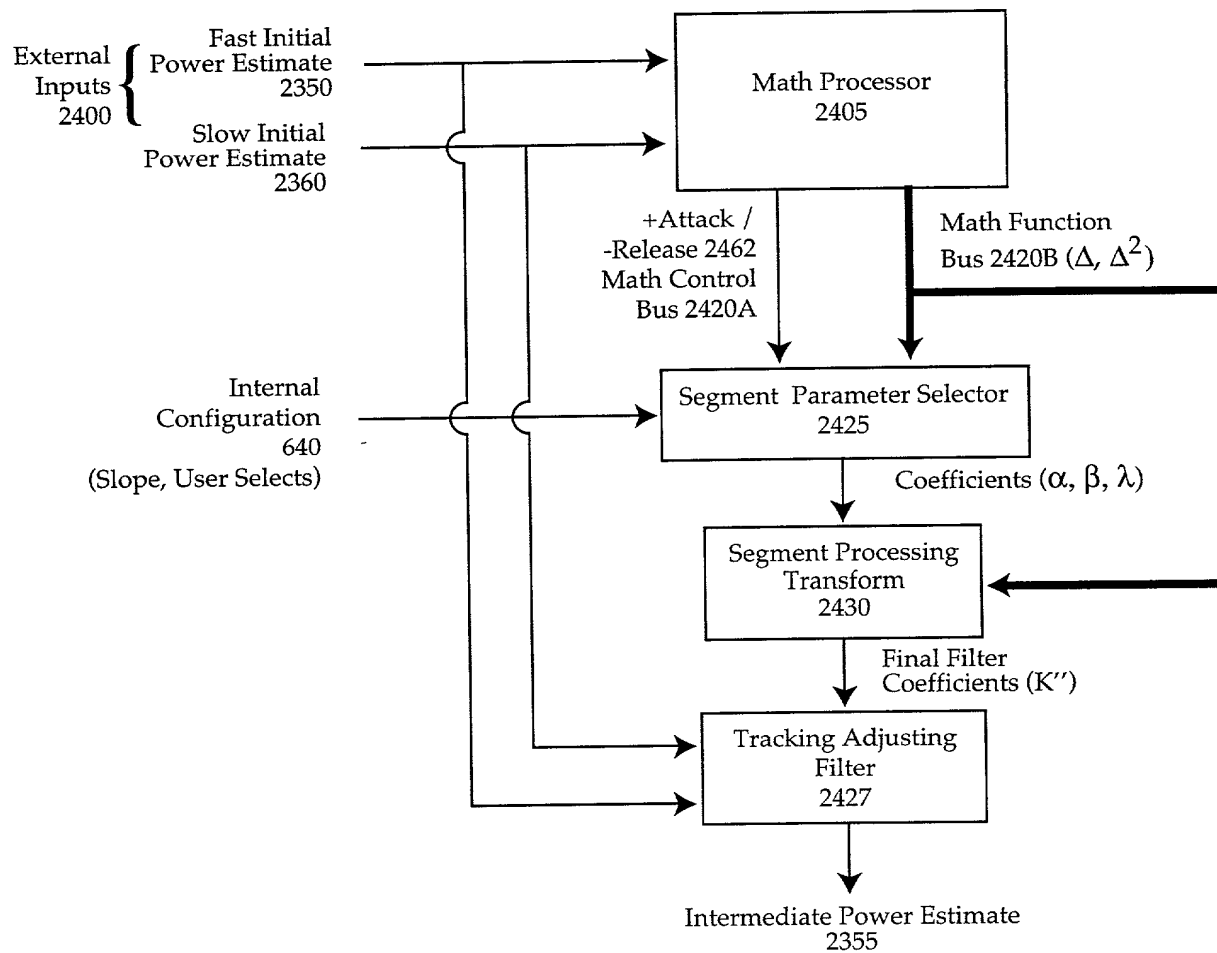 External
Inputs
2400
Fast Initial
Power Estimate
2350
Slow Initial
Power Estimate
2360
Math Processor
2405
+Attack /
-Release 2462
Math Control
Bus 2420A
Math Function
Bus 2420B (Δ, Δ²)
Internal
Configuration
640
(Slope, User Selects)
Segment Parameter Selector
2425
Coefficients (α, β, λ)
Segment Processing
Transform
2430
Final Filter
Coefficients (K'')
Tracking Adjusting
Filter
2427
Intermediate Power Estimate
2355